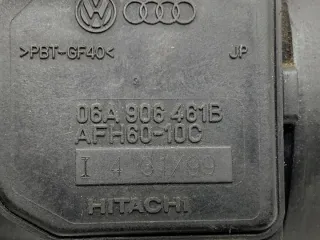 >PBT-GF40< JP
06A 906 461B
AFH60-10C
HITACHI